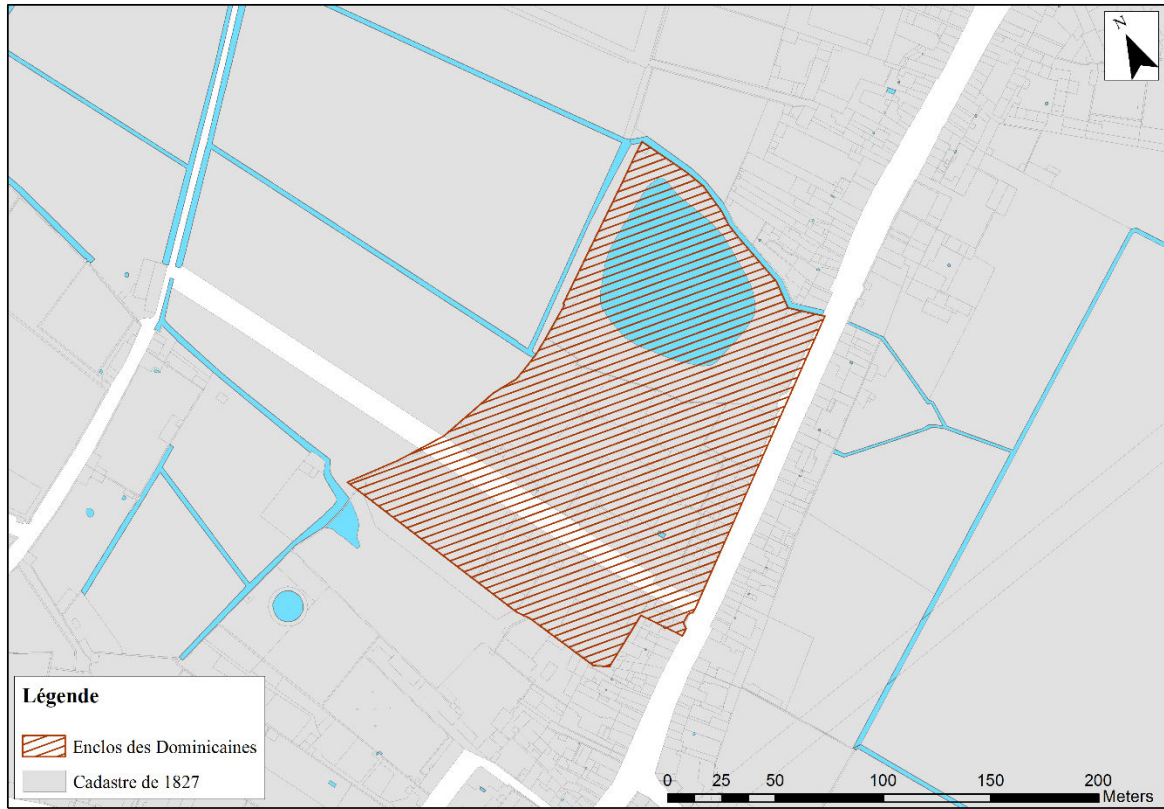 N
Légende
Enclos des Dominicaines
Cadastre de 1827
0 25 50 100 150 200
Meters